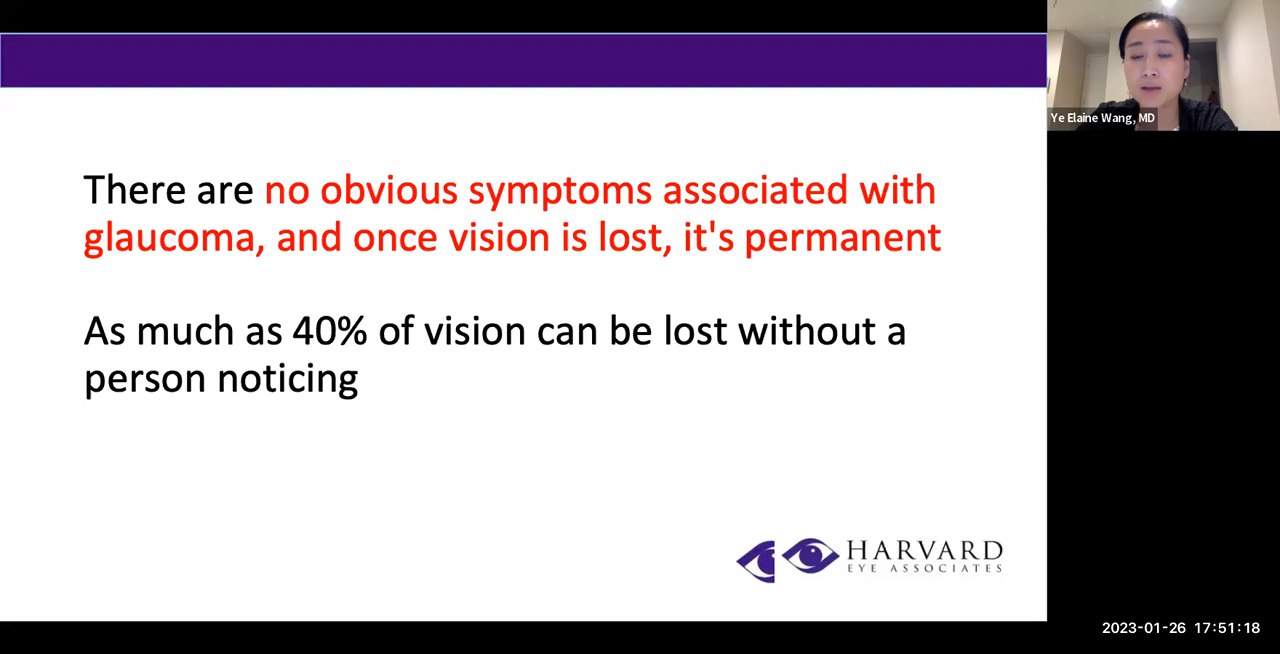 There are no obvious symptoms associated with
glaucoma, and once vision is lost, it's permanent
As much as 40% of vision can be lost without a
person noticing
HARVARD
EYE ASSOCIATES
Ye Elaine Wang, MD
2023-01-26 17:51:18